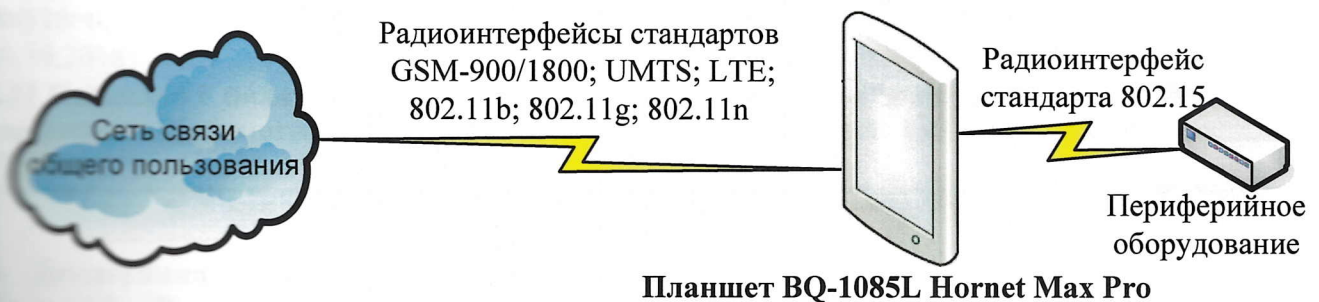 Радиоинтерфейсы стандартов
GSM-900/1800; UMTS; LTE;
802.11b; 802.11g; 802.11n
Сеть связи
общего пользования
Радиоинтерфейс
стандарта 802.15
Периферийное
оборудование
Планшет BQ-1085L Hornet Max Pro